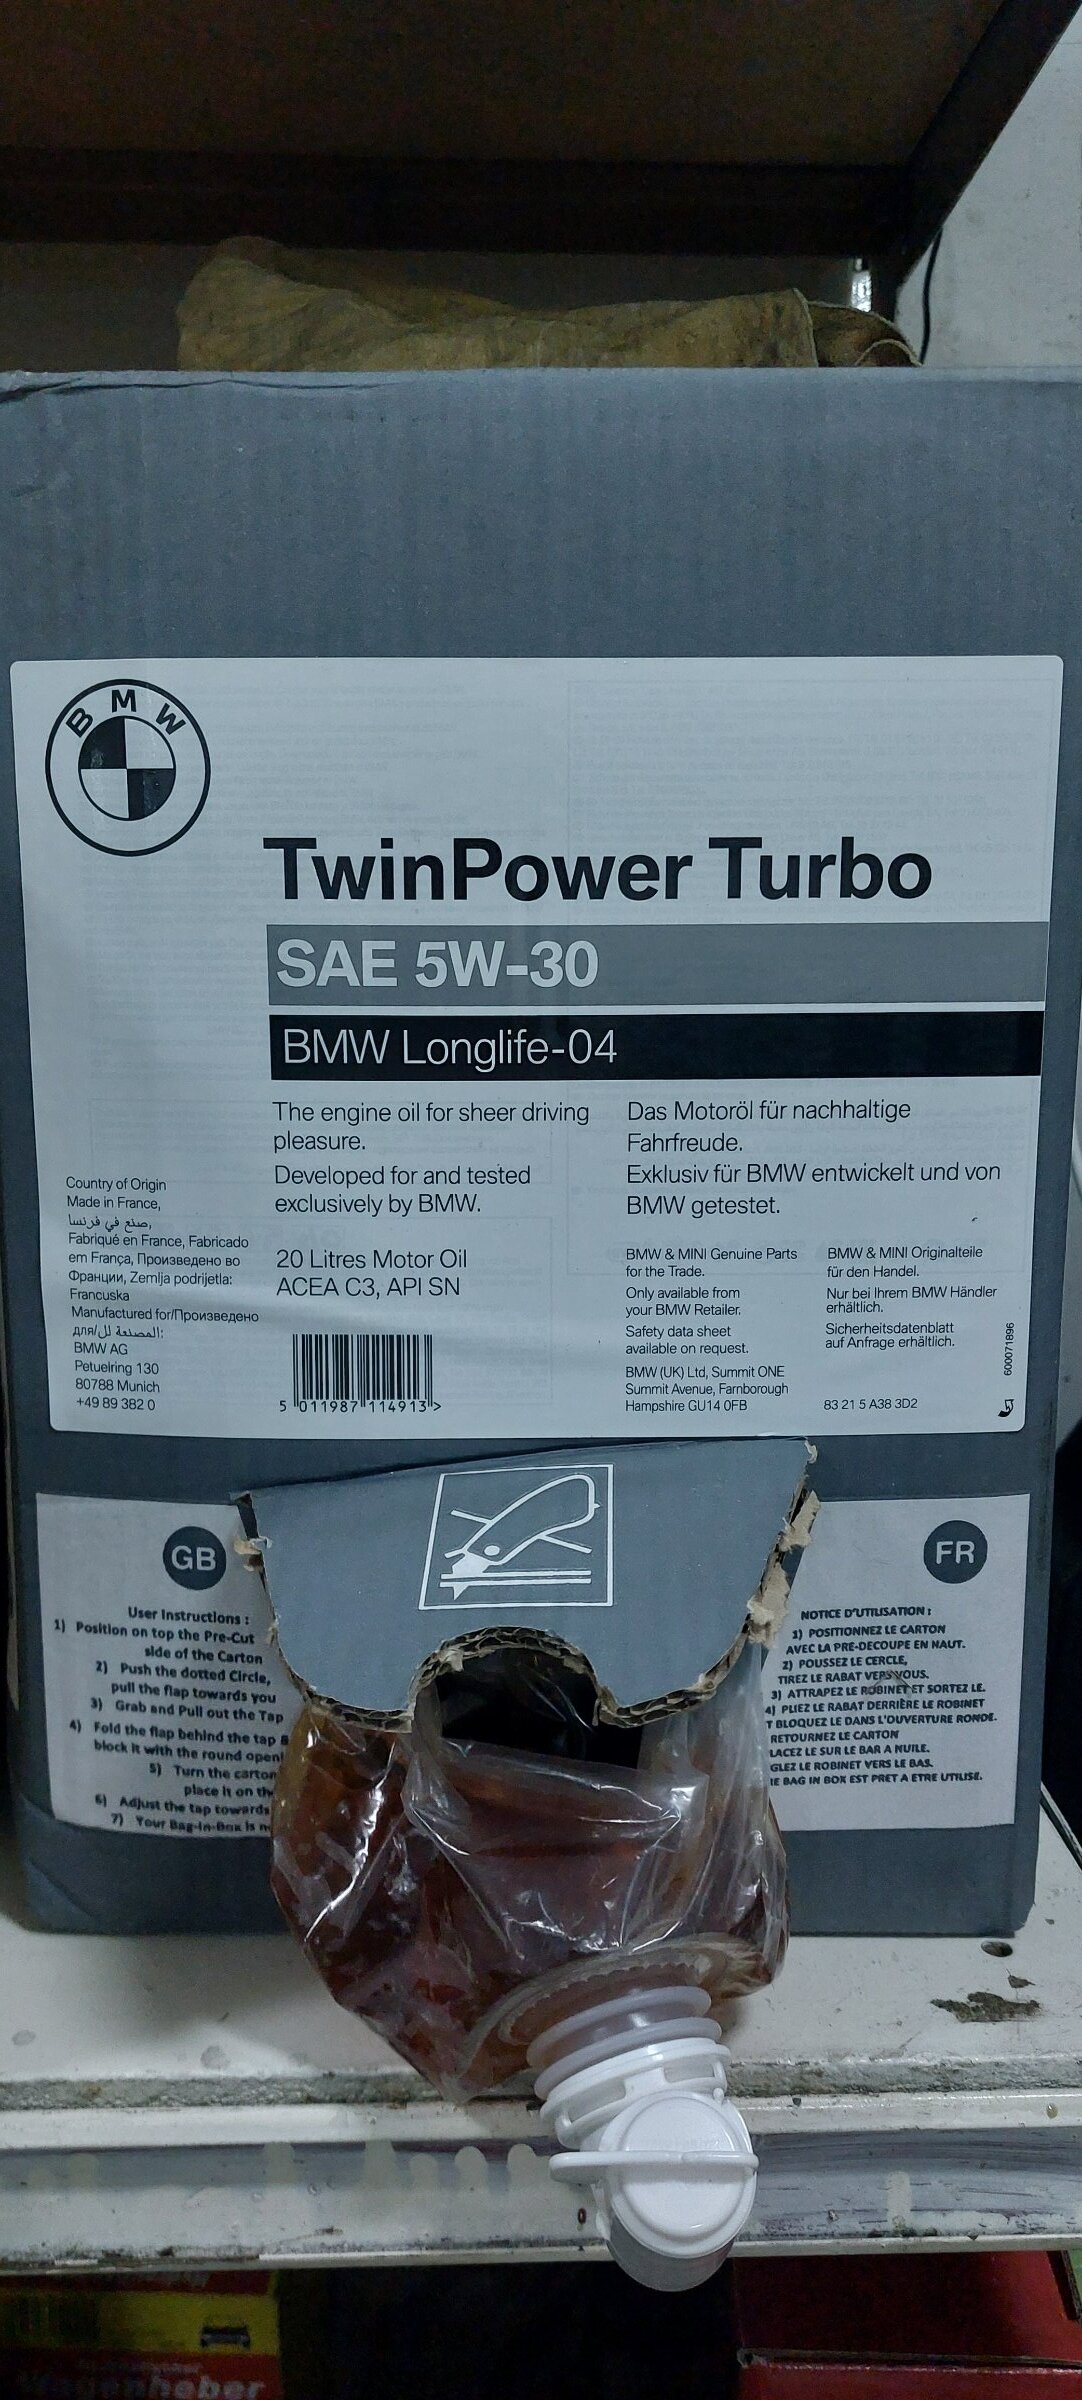 BMW
TwinPower Turbo
SAE 5W-30
BMW Longlife-04
The engine oil for sheer driving
pleasure.
Developed for and tested
exclusively by BMW.
20 Litres Motor Oil
ACEA C3, API SN
Das Motoröl für nachhaltige
Fahrfreude.
Exklusiv für BMW entwickelt und von
BMW getestet.
Country of Origin
Made in France,
صنع في فرنسا,
Fabriqué en France, Fabricado
em França, Произведено во
Франции, Zemlja podrijetla:
Francuska
Manufactured for/Произведено
для/المصنعة لل:
BMW AG
Petuelring 130
80788 Munich
+49 89 382 0
5 011987 114913 >
BMW & MINI Genuine Parts
for the Trade.
Only available from
your BMW Retailer.
Safety data sheet
available on request.
BMW (UK) Ltd, Summit ONE
Summit Avenue, Farnborough
Hampshire GU14 0FB
BMW & MINI Originalteile
für den Handel.
Nur bei Ihrem BMW Händler
erhältlich.
Sicherheitsdatenblatt
auf Anfrage erhältlich.
83 21 5 A38 3D2
600071896
GB
User Instructions :
1) Position on top the Pre-Cut
side of the Carton
2) Push the dotted Circle,
pull the flap towards you
3) Grab and Pull out the Tap
4) Fold the flap behind the tap &
block it with the round openi
5) Turn the carton
place it on the
6) Adjust the tap towards
7) Your Bag-In-Box is
FR
NOTICE D'UTILISATION :
1) POSITIONNEZ LE CARTON
AVEC LA PRE-DECOUPE EN HAUT.
2) POUSSEZ LE CERCLE,
TIREZ LE RABAT VERS VOUS.
3) ATTRAPEZ LE ROBINET ET SORTEZ LE.
4) PLIEZ LE RABAT DERRIÈRE LE ROBINET
T BLOQUEZ LE DANS L'OUVERTURE RONDE.
RETOURNEZ LE CARTON
LACEZ LE SUR LE BAR A HUILE.
GLEZ LE ROBINET VERS LE BAS.
LE BAG IN BOX EST PRET A ETRE UTILISE.